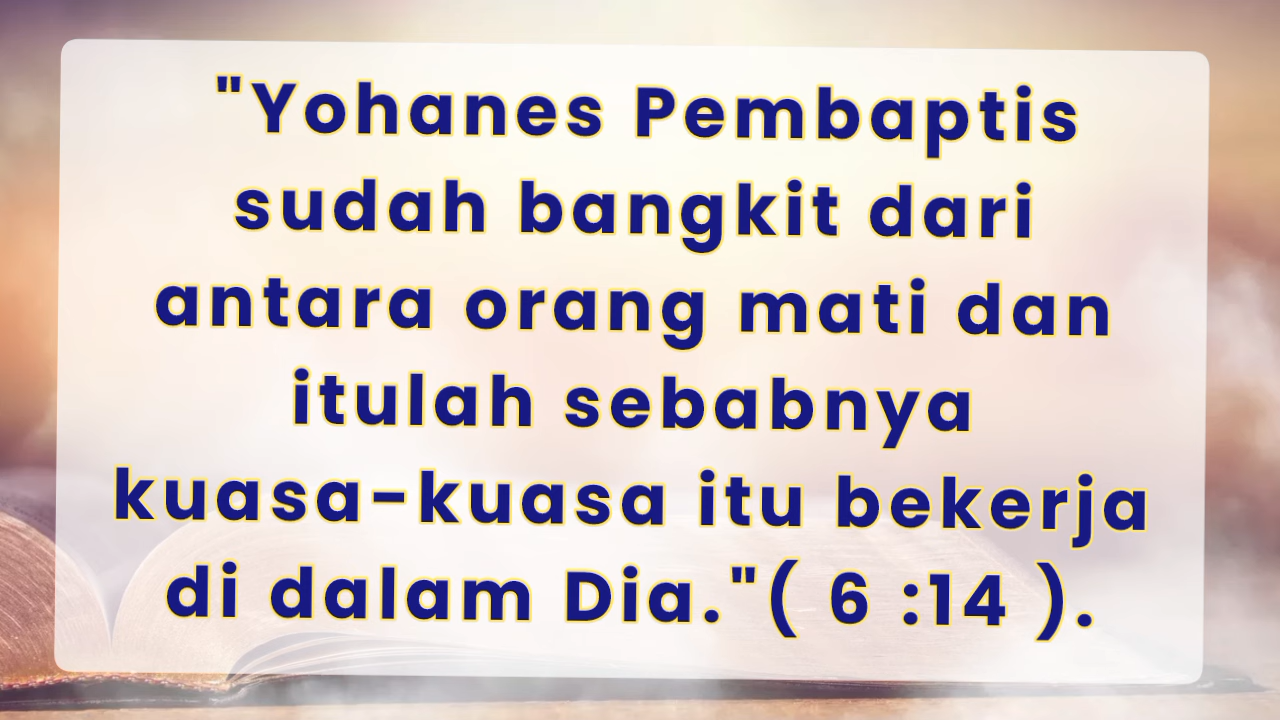 "Yohanes Pembaptis
sudah bangkit dari
antara orang mati dan
itulah sebabnya
kuasa-kuasa itu bekerja
di dalam Dia."( 6 :14 ).